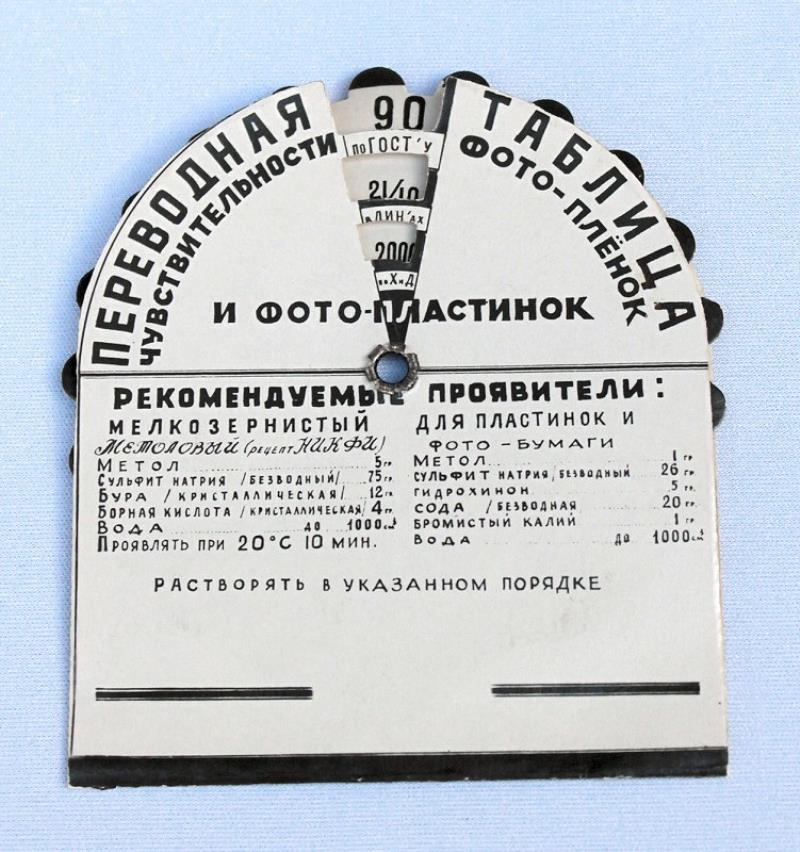 ПЕРЕВОДНАЯ ТАБЛИЦА
ЧУВСТВИТЕЛЬНОСТИ ФОТО-ПЛЁНОК
И ФОТО-ПЛАСТИНОК
90
по ГОСТ'у
21/10
в ДИН'ах
2000
по Х и Д
РЕКОМЕНДУЕМЫЕ ПРОЯВИТЕЛИ:
МЕЛКОЗЕРНИСТЫЙ
МЕТОЛОВЫЙ (РЕЦЕПТ НИКФИ)
МЕТОЛ 5 гр.
СУЛЬФИТ НАТРИЯ /БЕЗВОДНЫЙ/ 75 гр.
БУРА /КРИСТАЛЛИЧЕСКАЯ/ 12 гр.
БОРНАЯ КИСЛОТА /КРИСТАЛЛИЧЕСКАЯ/ 4 гр.
ВОДА до 1000 см³
ПРОЯВЛЯТЬ ПРИ 20°С 10 МИН.
ДЛЯ ПЛАСТИНОК И
ФОТО-БУМАГИ
МЕТОЛ 1 гр.
СУЛЬФИТ НАТРИЯ /БЕЗВОДНЫЙ 26 гр.
ГИДРОХИНОН 5 гр.
СОДА /БЕЗВОДНАЯ 20 гр.
БРОМИСТЫЙ КАЛИЙ 1 гр.
ВОДА до 1000 см³
РАСТВОРЯТЬ В УКАЗАННОМ ПОРЯДКЕ